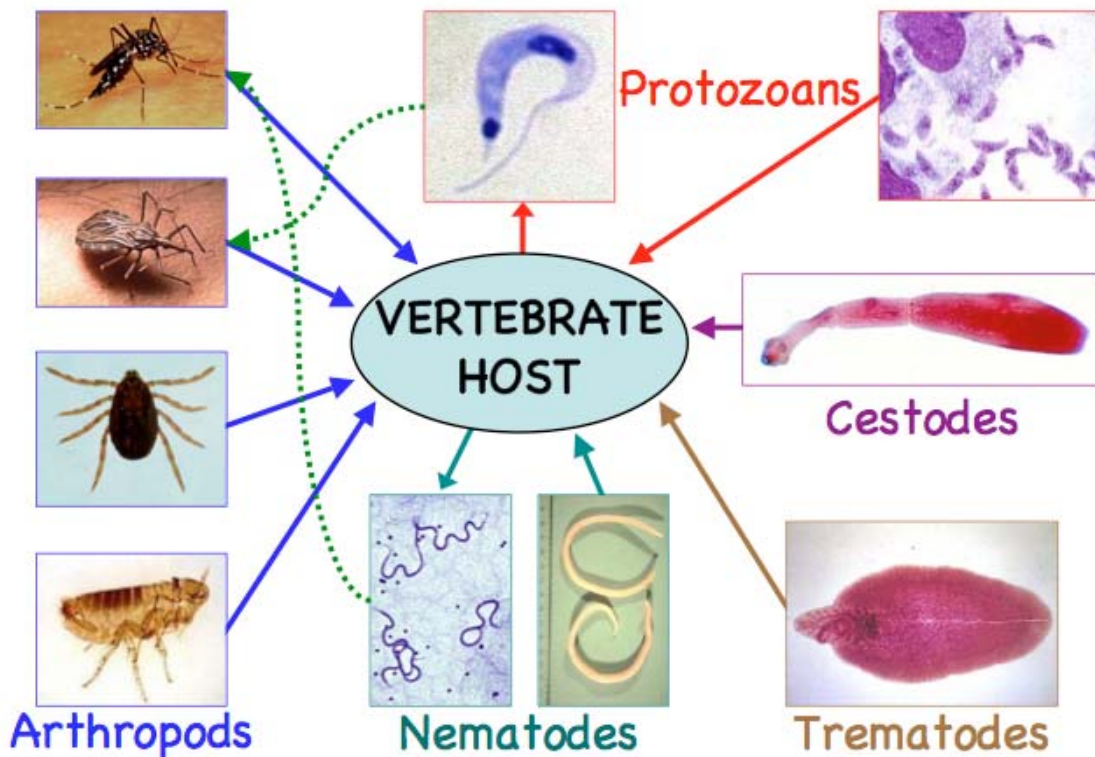 Protozoans
VERTEBRATE
HOST
Cestodes
Arthropods
Nematodes
Trematodes